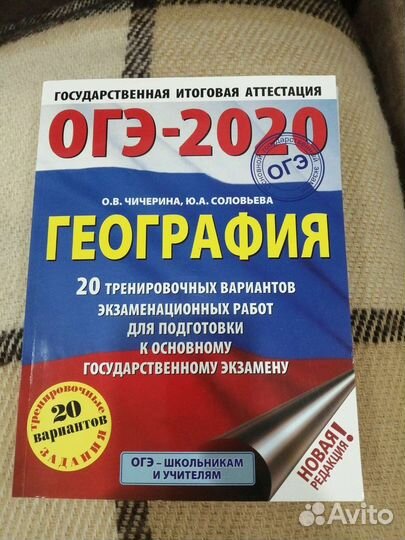 ГОСУДАРСТВЕННАЯ ИТОГОВАЯ АТТЕСТАЦИЯ
ОГЭ-2020
ОГЭ
О.В. ЧИЧЕРИНА, Ю.А. СОЛОВЬЕВА
ГЕОГРАФИЯ
20 ТРЕНИРОВОЧНЫХ ВАРИАНТОВ
ЭКЗАМЕНАЦИОННЫХ РАБОТ
ДЛЯ ПОДГОТОВКИ
К ОСНОВНОМУ
ГОСУДАРСТВЕННОМУ ЭКЗАМЕНУ
тренировочные
20
вариантов
ЗАДАНИЯ
ОГЭ – ШКОЛЬНИКАМ
И УЧИТЕЛЯМ
НОВАЯ!
РЕДАКЦИЯ
Avito